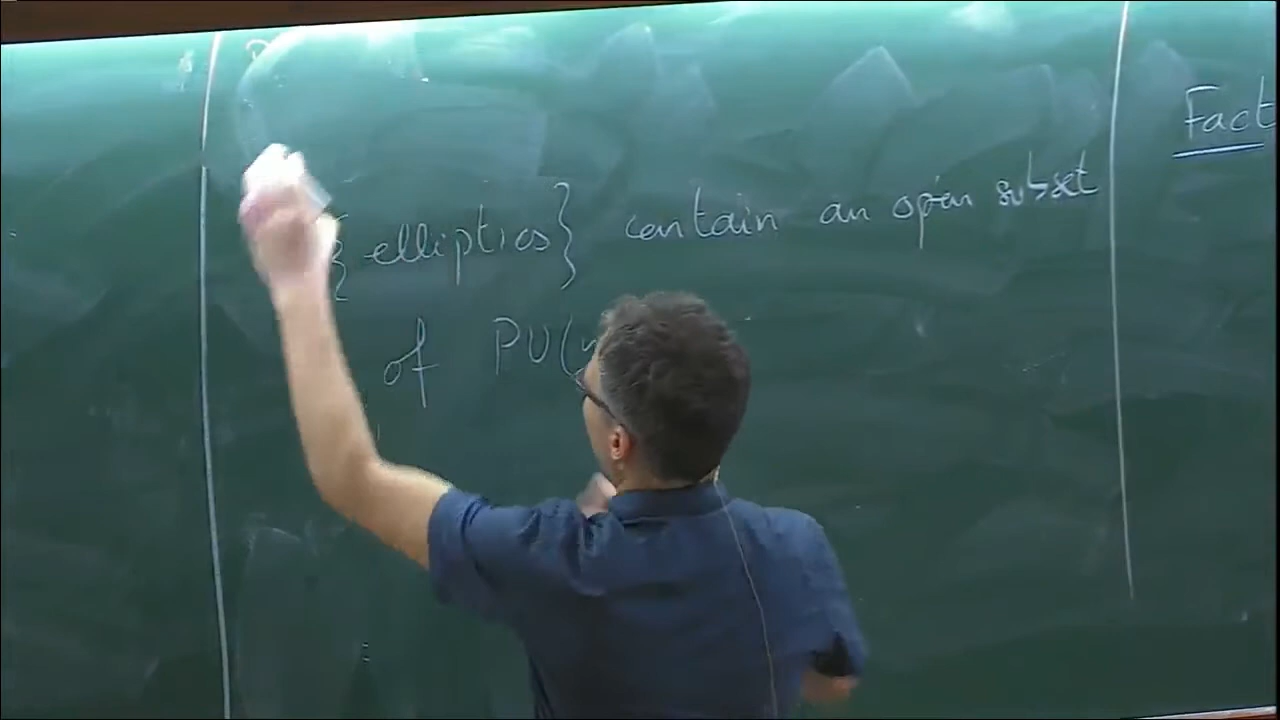 {elliptics} contain an open subset
of PU(
Fact